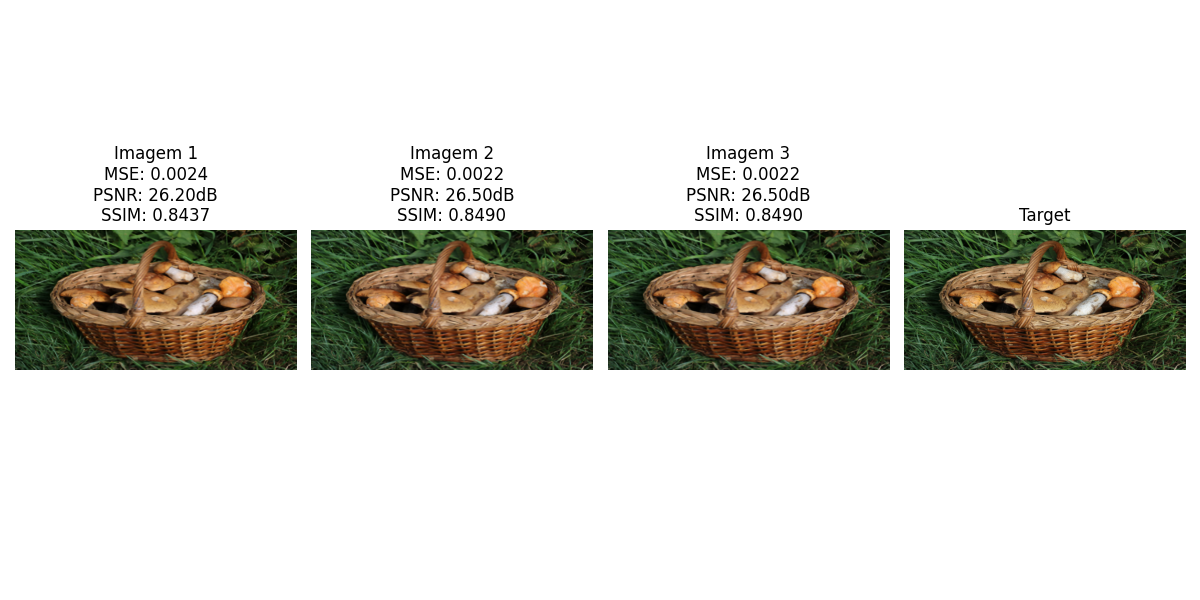 Imagem 1
MSE: 0.0024
PSNR: 26.20dB
SSIM: 0.8437
Imagem 2
MSE: 0.0022
PSNR: 26.50dB
SSIM: 0.8490
Imagem 3
MSE: 0.0022
PSNR: 26.50dB
SSIM: 0.8490
Target